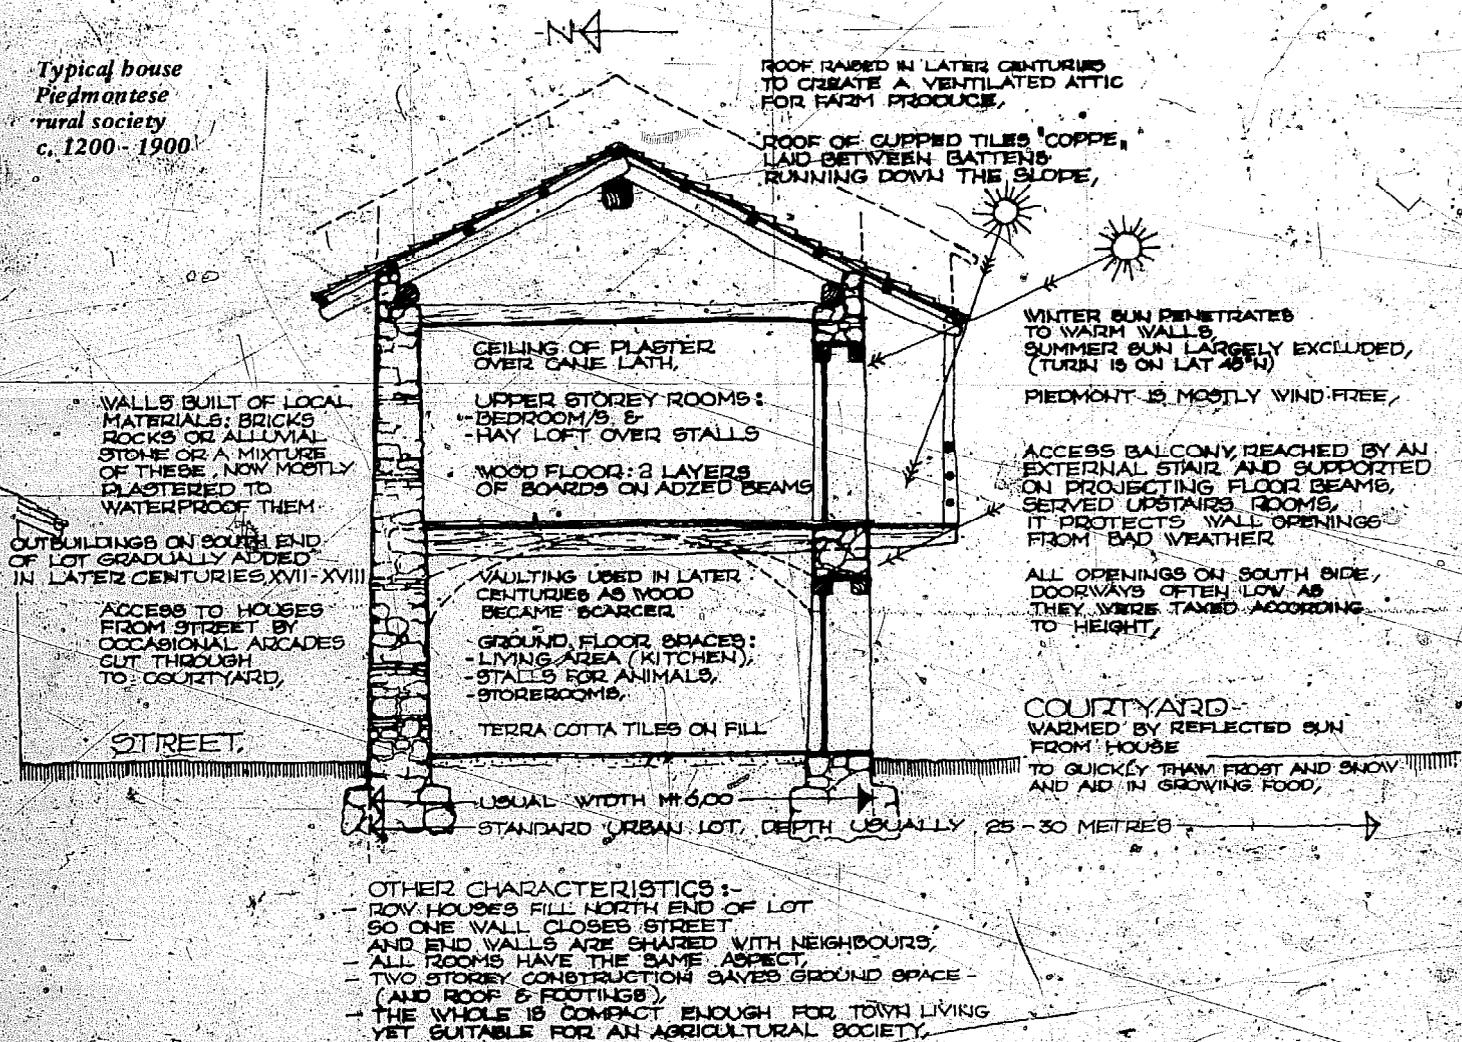 N
Typical house
Piedmontese
rural society
c. 1200 - 1900
ROOF RAISED IN LATER CENTURIES
TO CREATE A VENTILATED ATTIC
FOR FARM PRODUCE,
ROOF OF CUPPED TILES "COPPE"
LAID BETWEEN BATTENS
RUNNING DOWN THE SLOPE,
WINTER SUN PENETRATES
TO WARM WALLS,
SUMMER SUN LARGELY EXCLUDED,
(TURIN IS ON LAT 45°N)
PIEDMONT IS MOSTLY WIND FREE,
CEILING OF PLASTER
OVER CANE LATH,
UPPER STOREY ROOMS:
-BEDROOM/S &
-HAY LOFT OVER STALLS
WOOD FLOOR: 2 LAYERS
OF BOARDS ON ADZED BEAMS
WALLS BUILT OF LOCAL
MATERIALS: BRICKS
ROCKS OR ALLUVIAL
STONE OR A MIXTURE
OF THESE, NOW MOSTLY
PLASTERED TO
WATERPROOF THEM
OUTBUILDINGS ON SOUTH END
OF LOT GRADUALLY ADDED
IN LATER CENTURIES XVII-XVIII
ACCESS TO HOUSES
FROM STREET BY
OCCASIONAL ARCADES
CUT THROUGH
TO COURTYARD,
STREET,
ACCESS BALCONY, REACHED BY AN
EXTERNAL STAIR AND SUPPORTED
ON PROJECTING FLOOR BEAMS,
SERVED UPSTAIRS ROOMS,
IT PROTECTS WALL OPENINGS
FROM BAD WEATHER
ALL OPENINGS ON SOUTH SIDE,
DOORWAYS OFTEN LOW AS
THEY WERE TAXED ACCORDING
TO HEIGHT,
VAULTING USED IN LATER
CENTURIES AS WOOD
BECAME SCARCER
GROUND FLOOR SPACES:
-LIVING AREA (KITCHEN),
-STALLS FOR ANIMALS,
-STOREROOMS,
TERRA COTTA TILES ON FILL
COURTYARD-
WARMED BY REFLECTED SUN
FROM HOUSE
TO QUICKLY THAW FROST AND SNOW
AND AID IN GROWING FOOD,
USUAL WIDTH Mt 6,00
STANDARD URBAN LOT, DEPTH USUALLY 25-30 METRES
OTHER CHARACTERISTICS:-
- ROW HOUSES FILL NORTH END OF LOT
SO ONE WALL CLOSES STREET
AND END WALLS ARE SHARED WITH NEIGHBOURS,
- ALL ROOMS HAVE THE SAME ASPECT,
- TWO STOREY CONSTRUCTION SAVES GROUND SPACE -
(AND ROOF & FOOTINGS),
- THE WHOLE IS COMPACT ENOUGH FOR TOWN LIVING
YET SUITABLE FOR AN AGRICULTURAL SOCIETY,